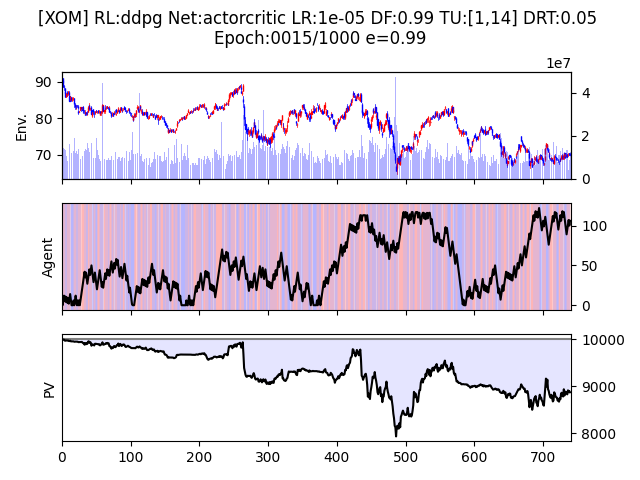 [XOM] RL:ddpg Net:actorcritic LR:1e-05 DF:0.99 TU:[1,14] DRT:0.05
Epoch:0015/1000 e=0.99
1e7
Env.
90
80
70
4
2
0
Agent
100
50
0
PV
10000
9000
8000
0 100 200 300 400 500 600 700